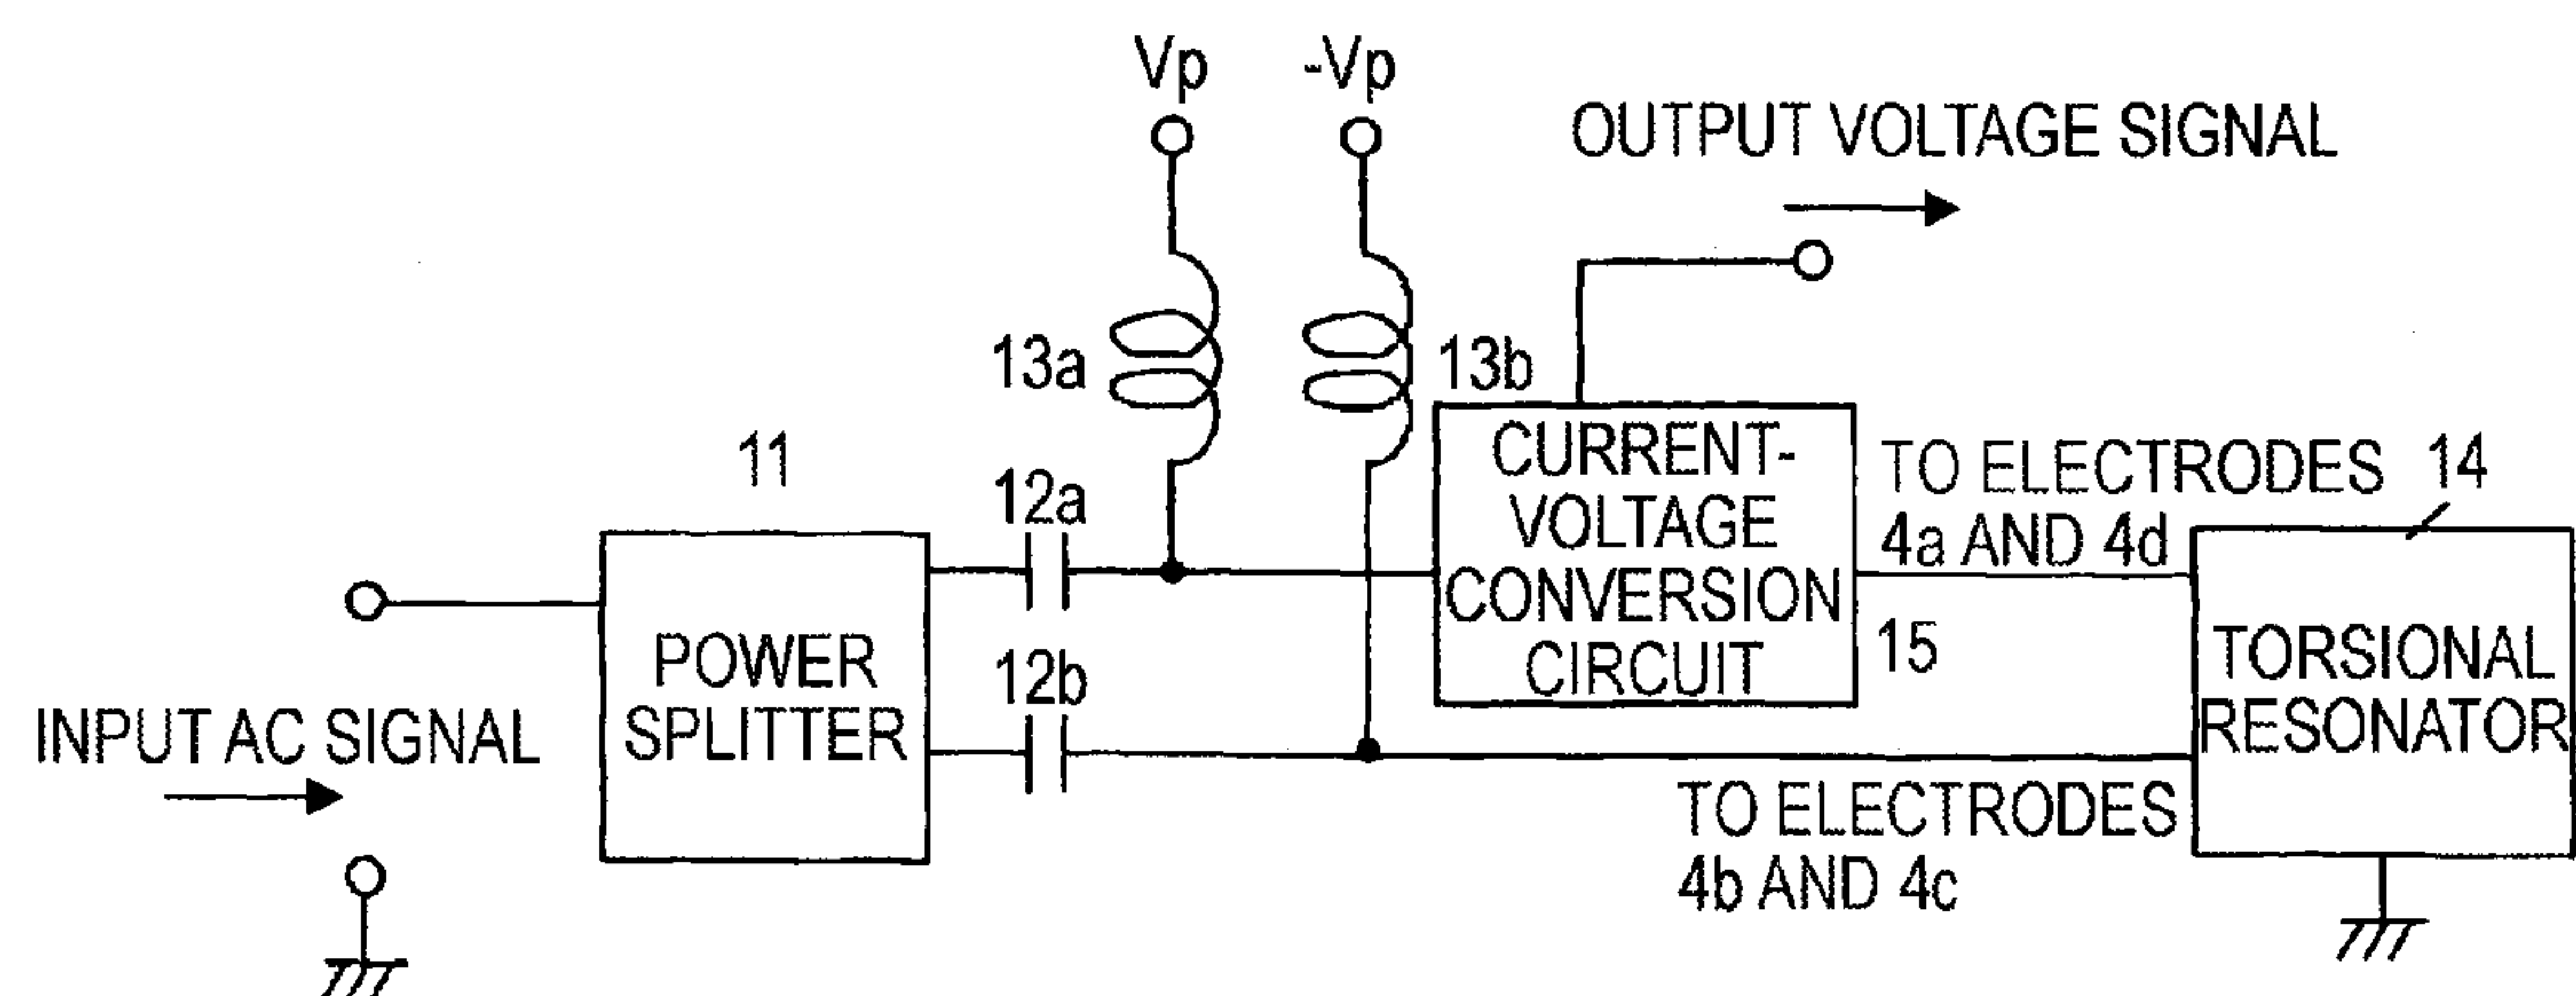 Vp
-Vp
OUTPUT VOLTAGE SIGNAL
13a
13b
11
12a
CURRENT-
VOLTAGE
CONVERSION
CIRCUIT
TO ELECTRODES
4a AND 4d
14
POWER
SPLITTER
12b
15
TORSIONAL
RESONATOR
INPUT AC SIGNAL
TO ELECTRODES
4b AND 4c